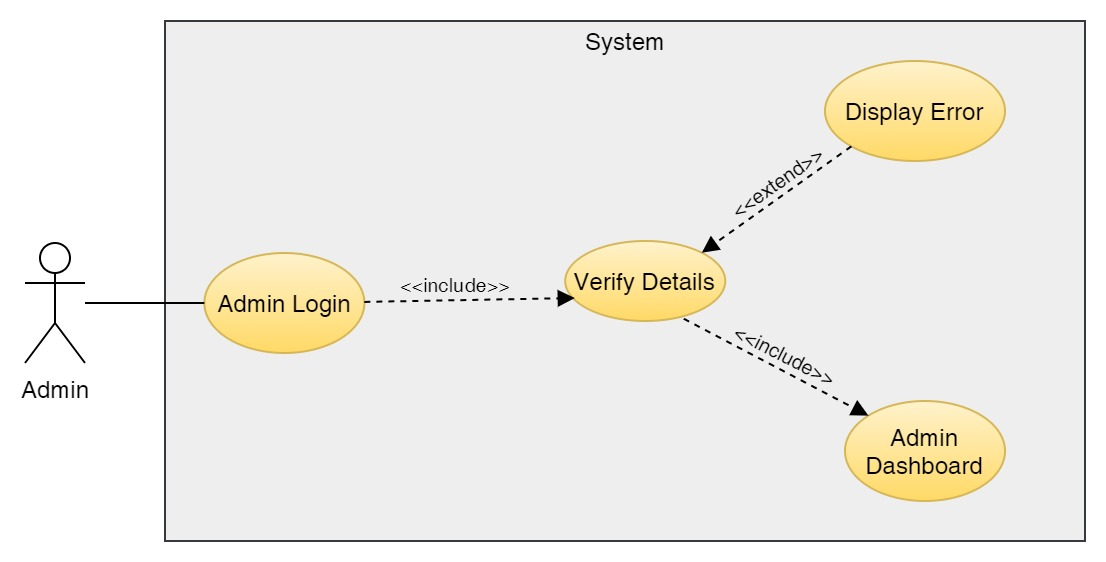 System
Display Error
<<extend>>
Verify Details
<<include>>
Admin Login
<<include>>
Admin
Admin
Dashboard